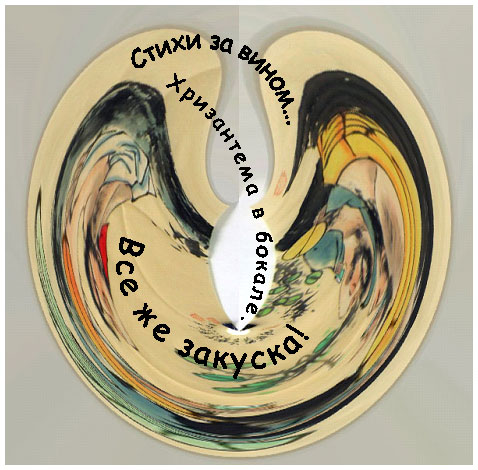 Стихи за вином...
Хризантема в бокале.
Все же закуска!